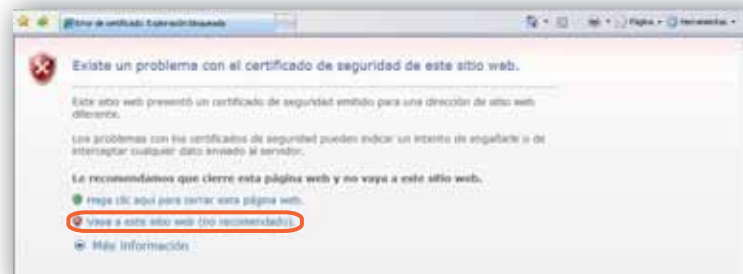 Error de certificado: Exploración bloqueada
Página
Herramientas
Existe un problema con el certificado de seguridad de este sitio web.
Este sitio web presentó un certificado de seguridad emitido para una dirección de sitio web
diferente.
Los problemas con los certificados de seguridad pueden indicar un intento de engañarle o de
interceptar cualquier dato enviado al servidor.
Le recomendamos que cierre esta página web y no vaya a este sitio web.
Haga clic aquí para cerrar esta página web.
Vaya a este sitio web (no recomendado).
Más información